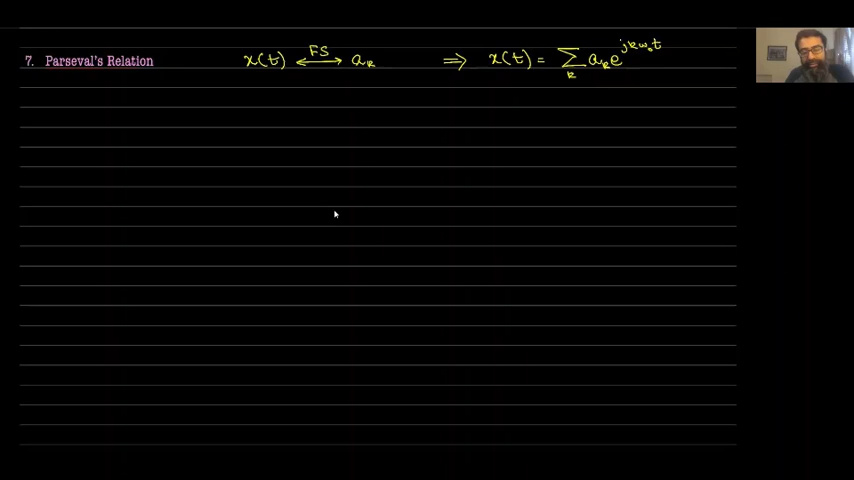 7. Parseval's Relation x(t) ⟷ FS a_k ⟹ x(t) = Σ_k a_k e^{jkω₀t}